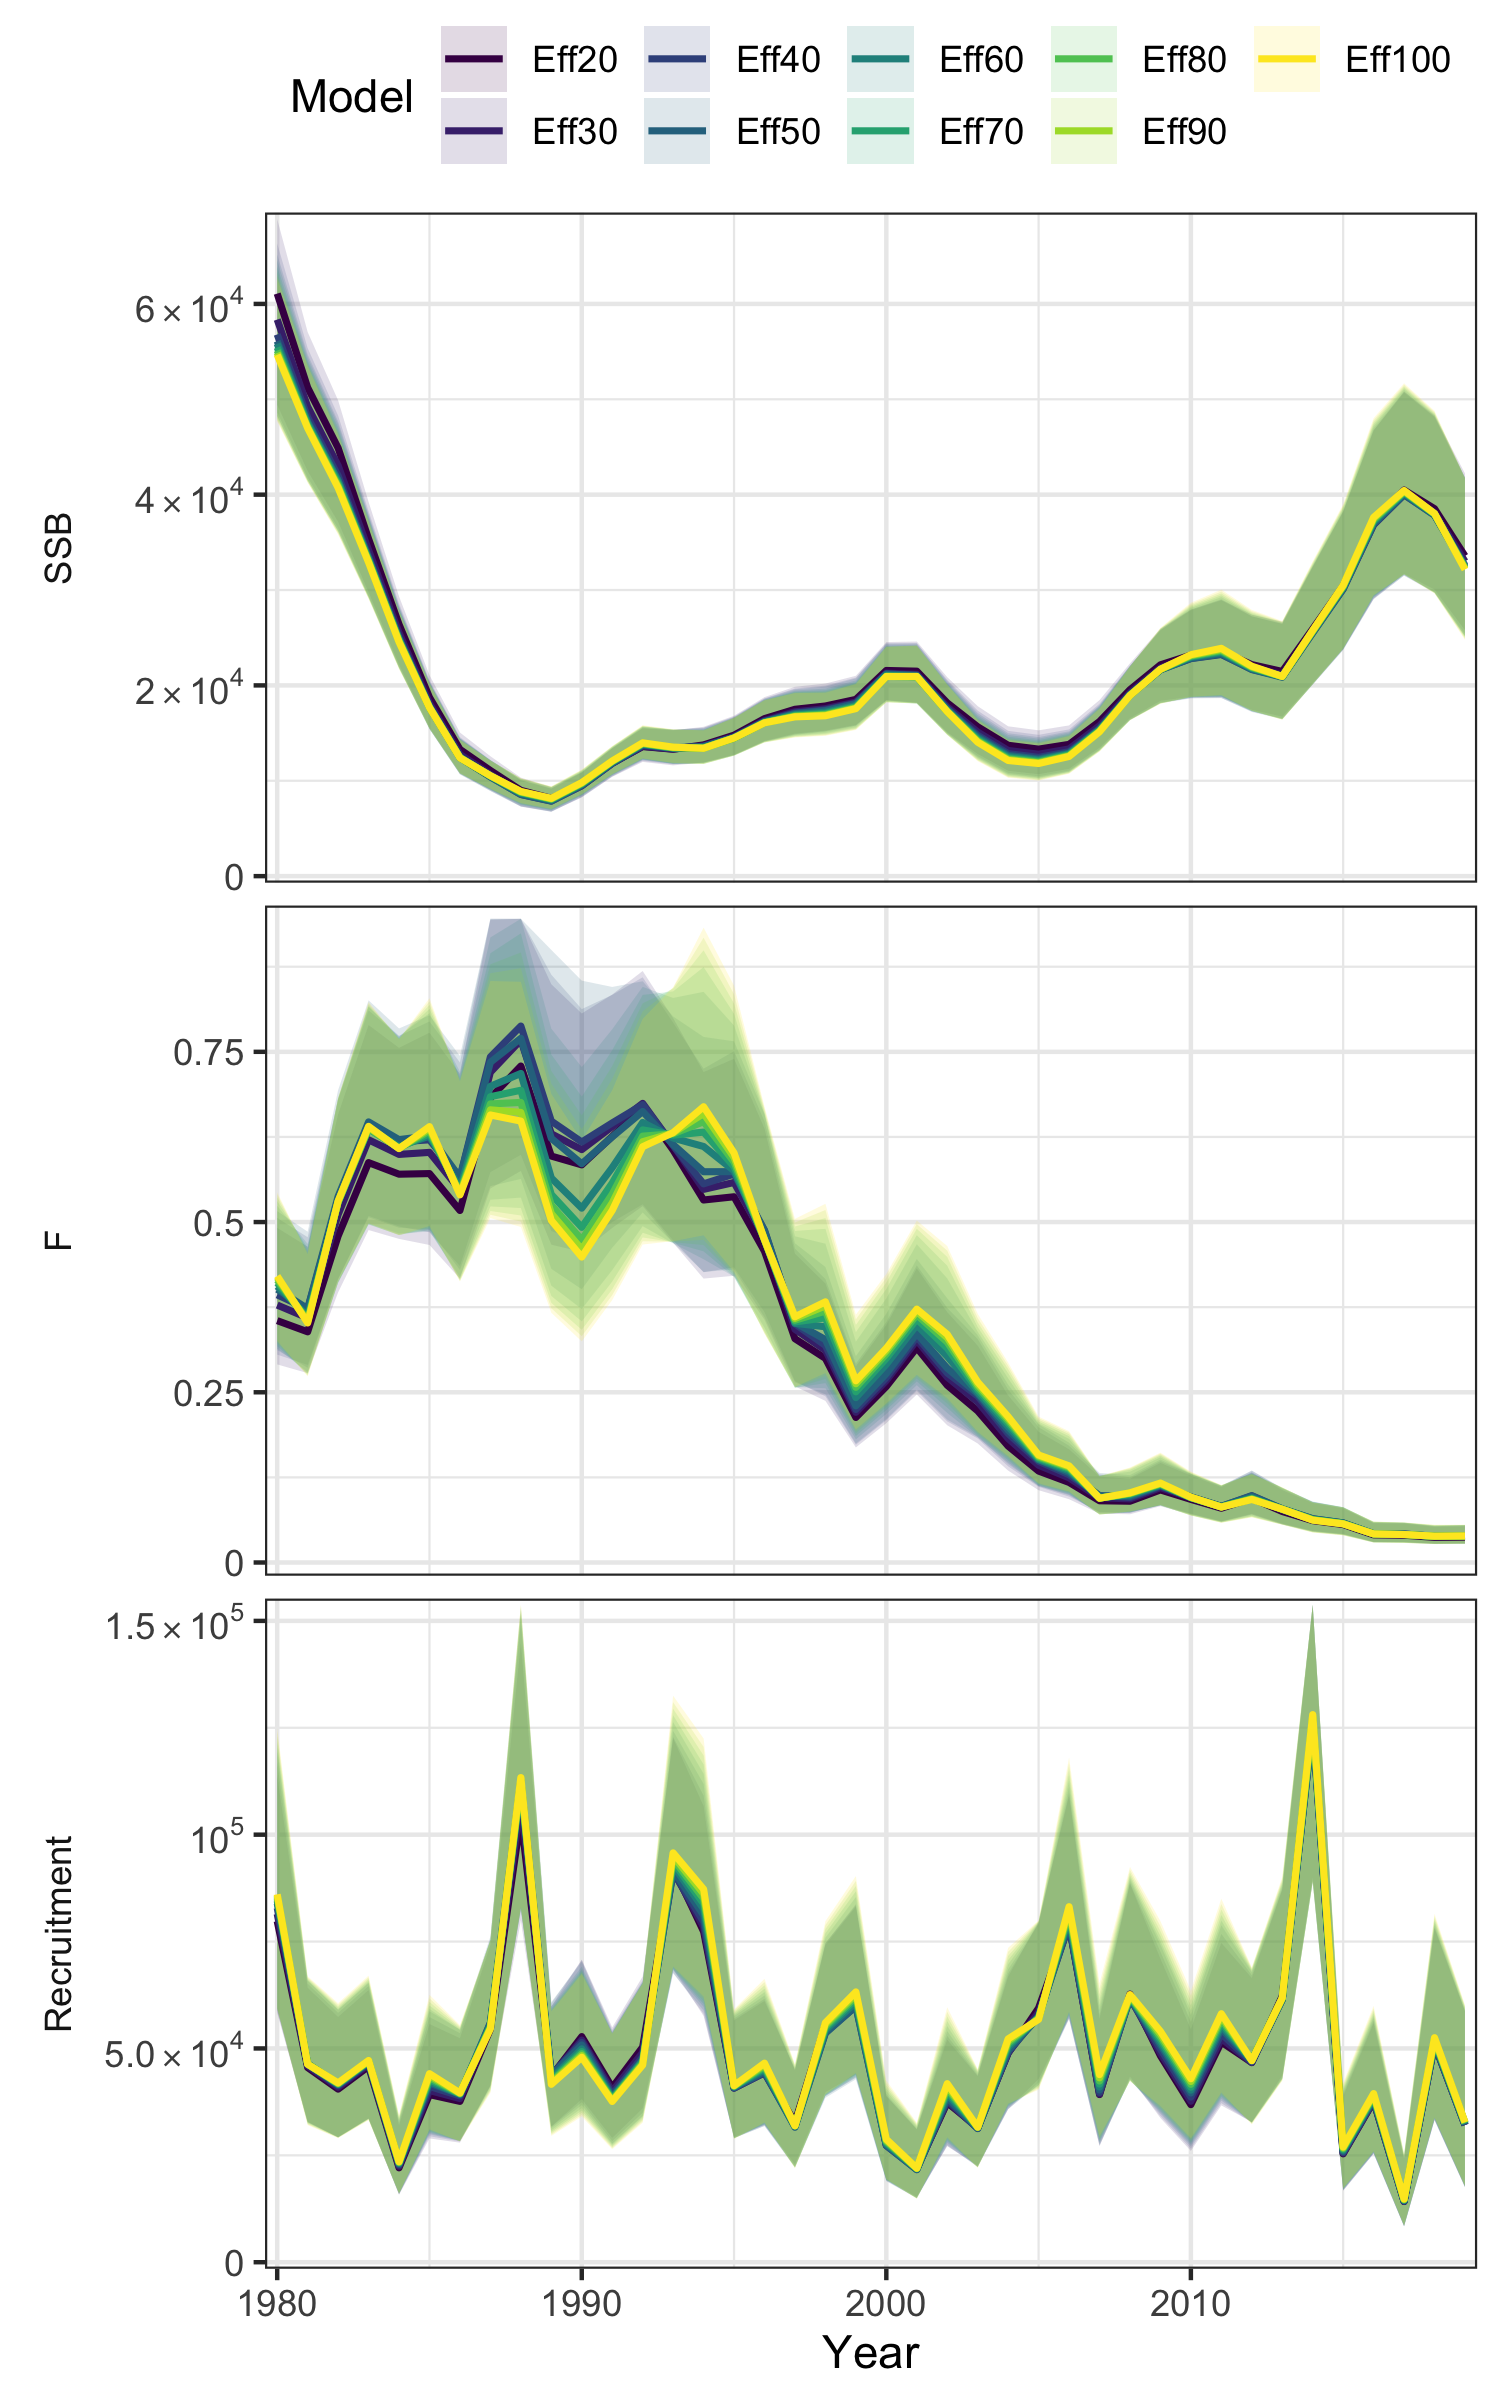 Model
Eff20 Eff40 Eff60 Eff80 Eff100
Eff30 Eff50 Eff70 Eff90
SSB
6 × 10⁴
4 × 10⁴
2 × 10⁴
0
F
0.75
0.5
0.25
0
Recruitment
1.5 × 10⁵
10⁵
5.0 × 10⁴
0
1980 1990 2000 2010
Year